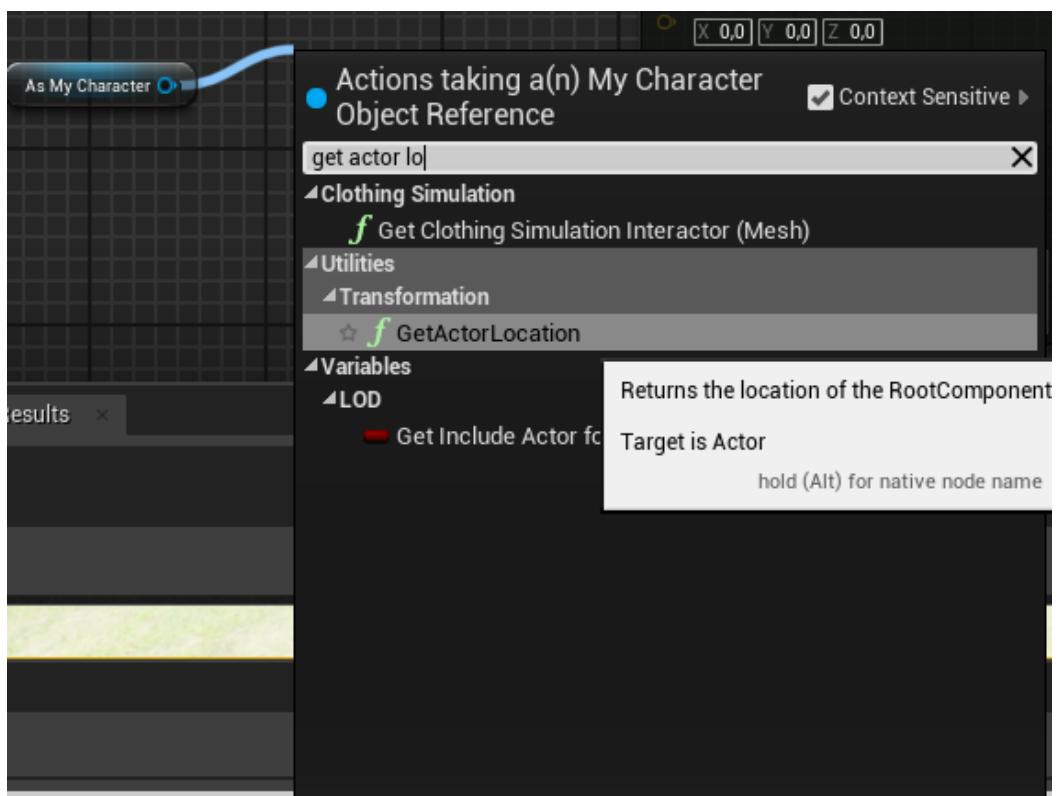 X 0,0 Y 0,0 Z 0,0
As My Character
Actions taking a(n) My Character
Object Reference
Context Sensitive
get actor lo
Clothing Simulation
f Get Clothing Simulation Interactor (Mesh)
Utilities
Transformation
f GetActorLocation
Variables
LOD
Get Include Actor fo
Returns the location of the RootComponent
Target is Actor
hold (Alt) for native node name
esults